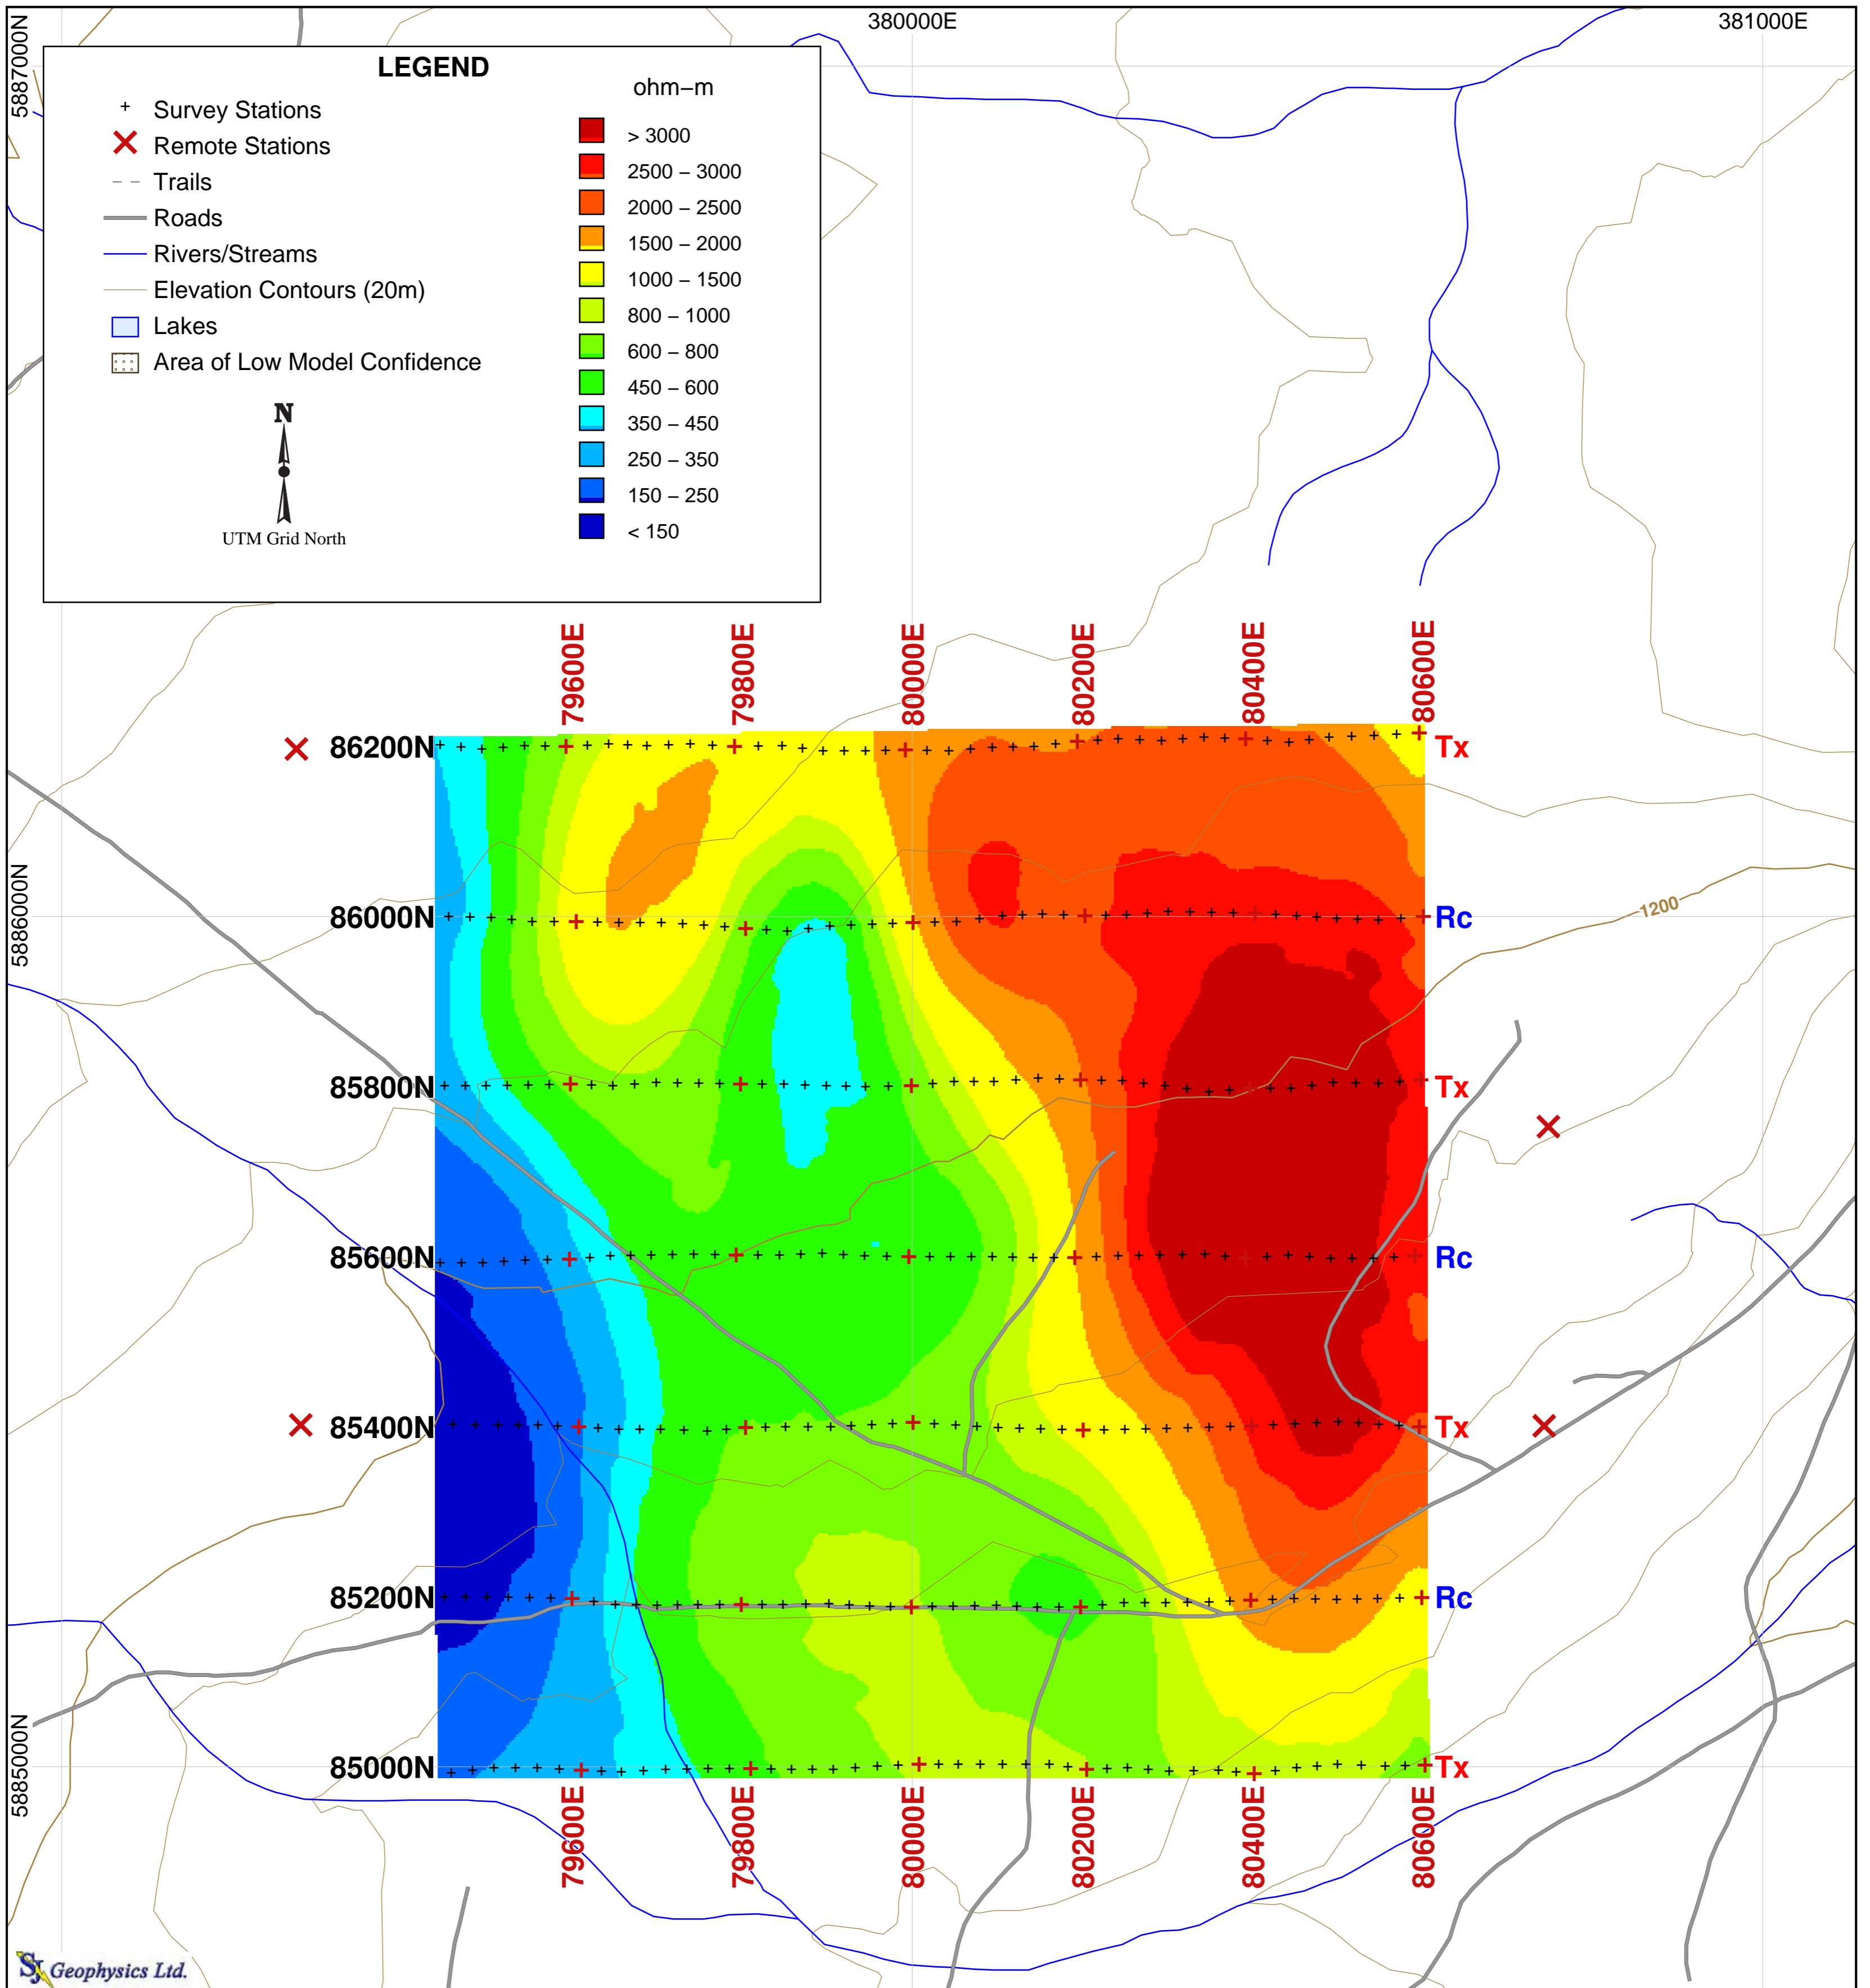 380000E
381000E
5887000N
LEGEND
Survey Stations
Remote Stations
Trails
Roads
Rivers/Streams
Elevation Contours (20m)
Lakes
Area of Low Model Confidence
ohm–m
> 3000
2500 – 3000
2000 – 2500
1500 – 2000
1000 – 1500
800 – 1000
600 – 800
450 – 600
350 – 450
250 – 350
150 – 250
< 150
N
UTM Grid North
79600E
79800E
80000E
80200E
80400E
80600E
86200N
Tx
5886000N
86000N
Rc
1200
85800N
Tx
85600N
Rc
85400N
Tx
85200N
Rc
5885000N
85000N
Tx
79600E
79800E
80000E
80200E
80400E
80600E
SJ Geophysics Ltd.